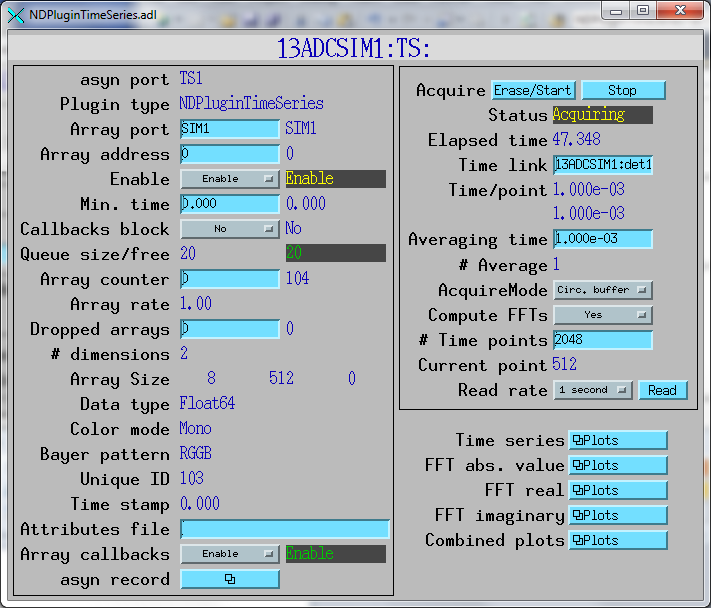 NDPluginTimeSeries.adl
13ADCSIM1:TS:
asyn port TS1
Plugin type NDPluginTimeSeries
Array port SIM1 SIM1
Array address 0 0
Enable Enable Enable
Min. time 0.000 0.000
Callbacks block No No
Queue size/free 20 20
Array counter 0 104
Array rate 1.00
Dropped arrays 0 0
# dimensions 2
Array Size 8 512 0
Data type Float64
Color mode Mono
Bayer pattern RGGB
Unique ID 103
Time stamp 0.000
Attributes file
Array callbacks Enable Enable
asyn record
Acquire Erase/Start Stop
Status Acquiring
Elapsed time 47.348
Time link 13ADCSIM1:det1
Time/point 1.000e-03
1.000e-03
Averaging time 1.000e-03
# Average 1
AcquireMode Circ. buffer
Compute FFTs Yes
# Time points 2048
Current point 512
Read rate 1 second Read
Time series Plots
FFT abs. value Plots
FFT real Plots
FFT imaginary Plots
Combined plots Plots